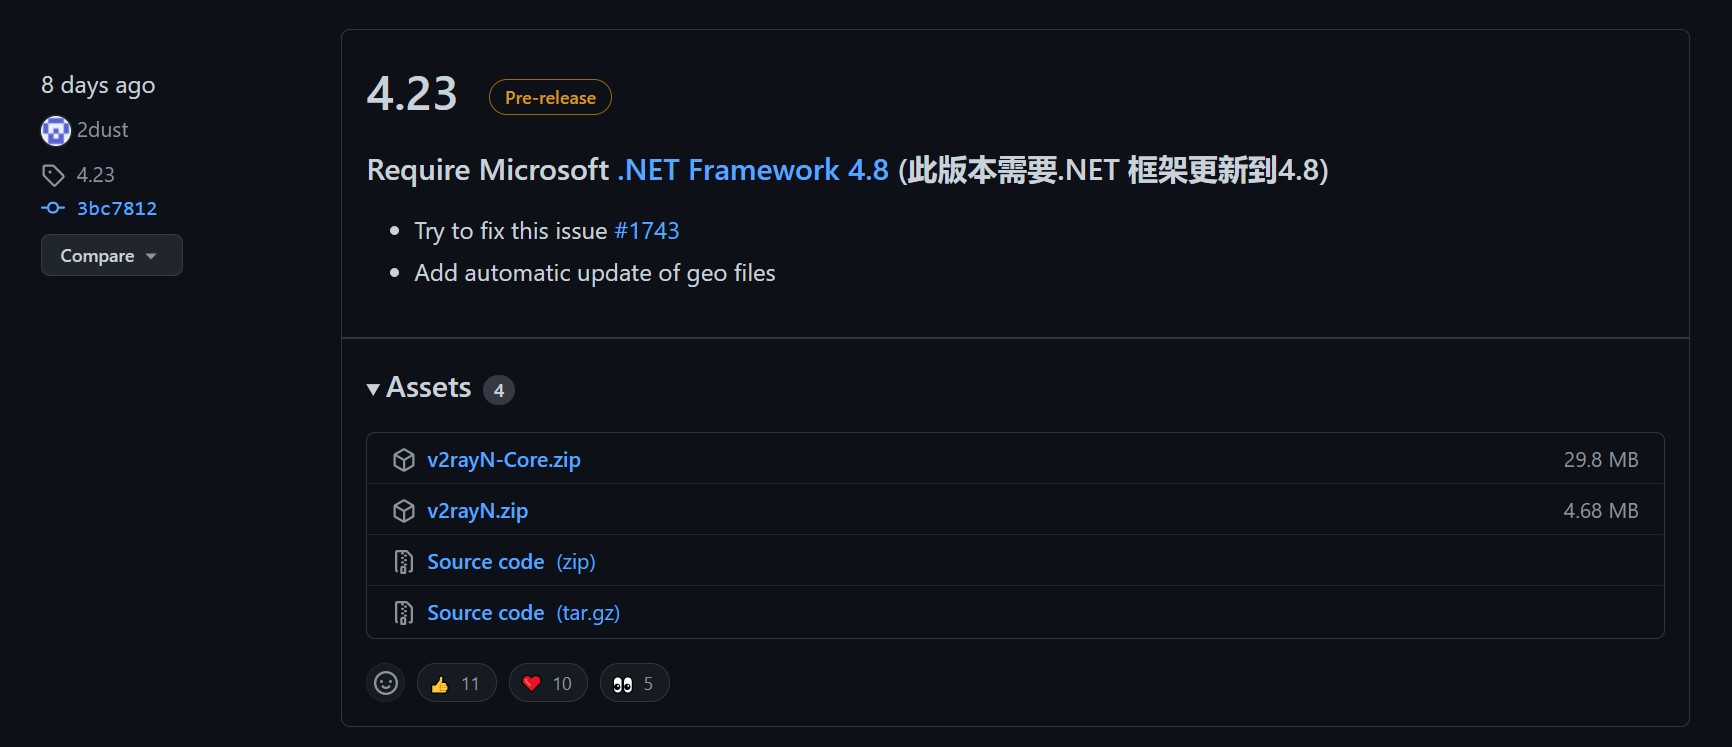 8 days ago
2dust
4.23
3bc7812
Compare
4.23 Pre-release
Require Microsoft .NET Framework 4.8 (此版本需要.NET 框架更新到4.8)
Try to fix this issue #1743
Add automatic update of geo files
Assets 4
v2rayN-Core.zip 29.8 MB
v2rayN.zip 4.68 MB
Source code (zip)
Source code (tar.gz)
11 10 5